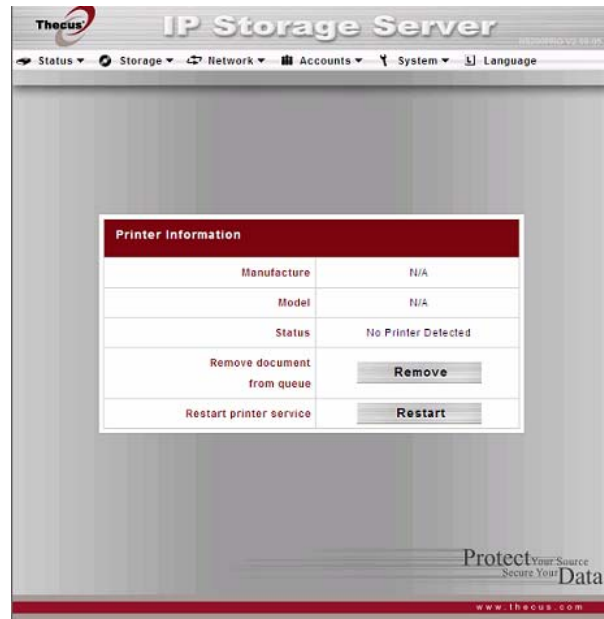 Thecus
IP Storage Server
Status Storage Network Accounts System Language
Printer Information
Manufacture N/A
Model N/A
Status No Printer Detected
Remove document
from queue
Remove
Restart printer service Restart
Protect Your Source
Secure Your Data
www.thecus.com